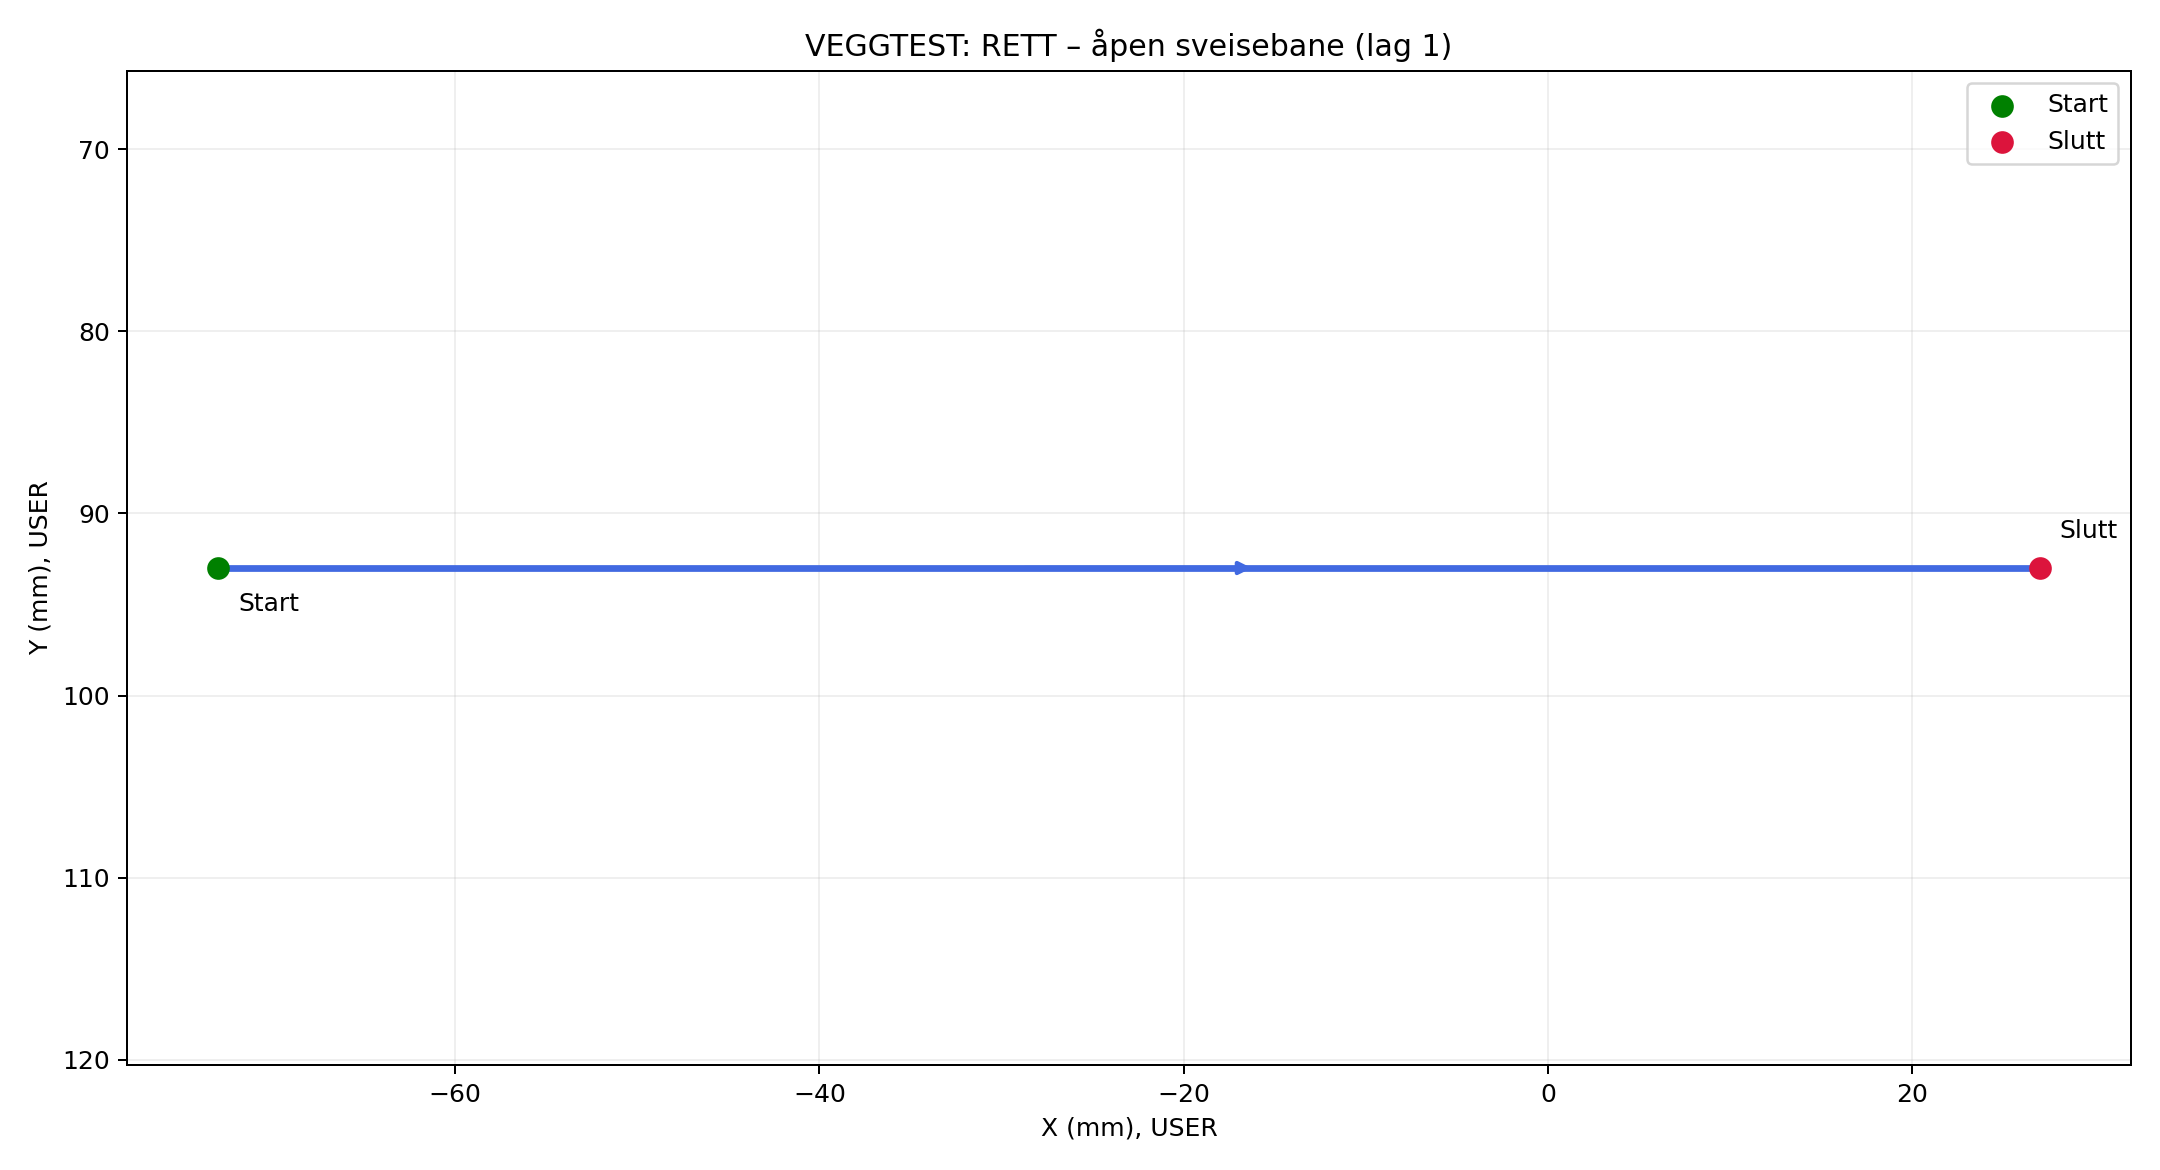 VEGGTEST: RETT – åpen sveisebane (lag 1)
Start
Slutt
70
80
90
100
110
120
Y (mm), USER
Slutt
Start
−60
−40
−20
0
20
X (mm), USER